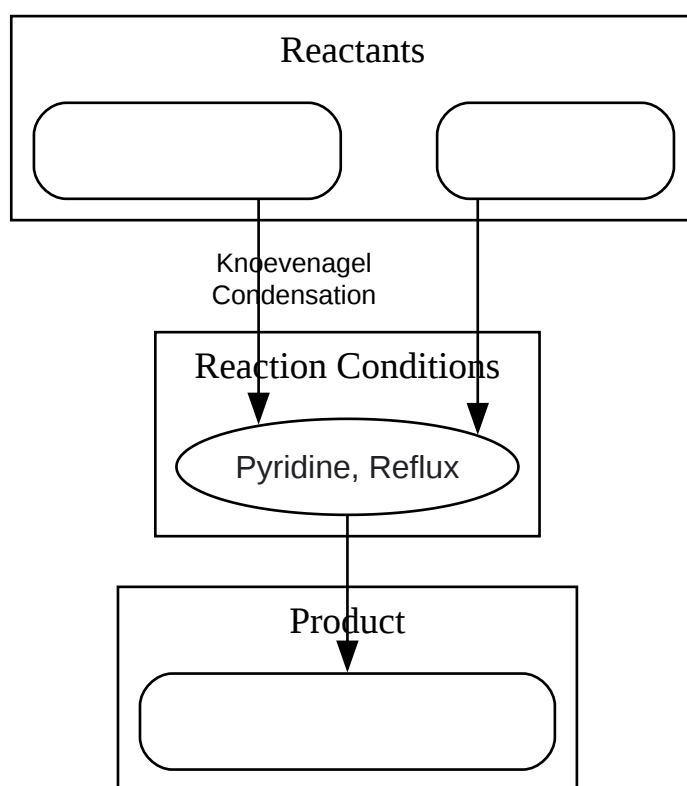 Reactants
Knoevenagel
Condensation
Reaction Conditions
Pyridine, Reflux
Product